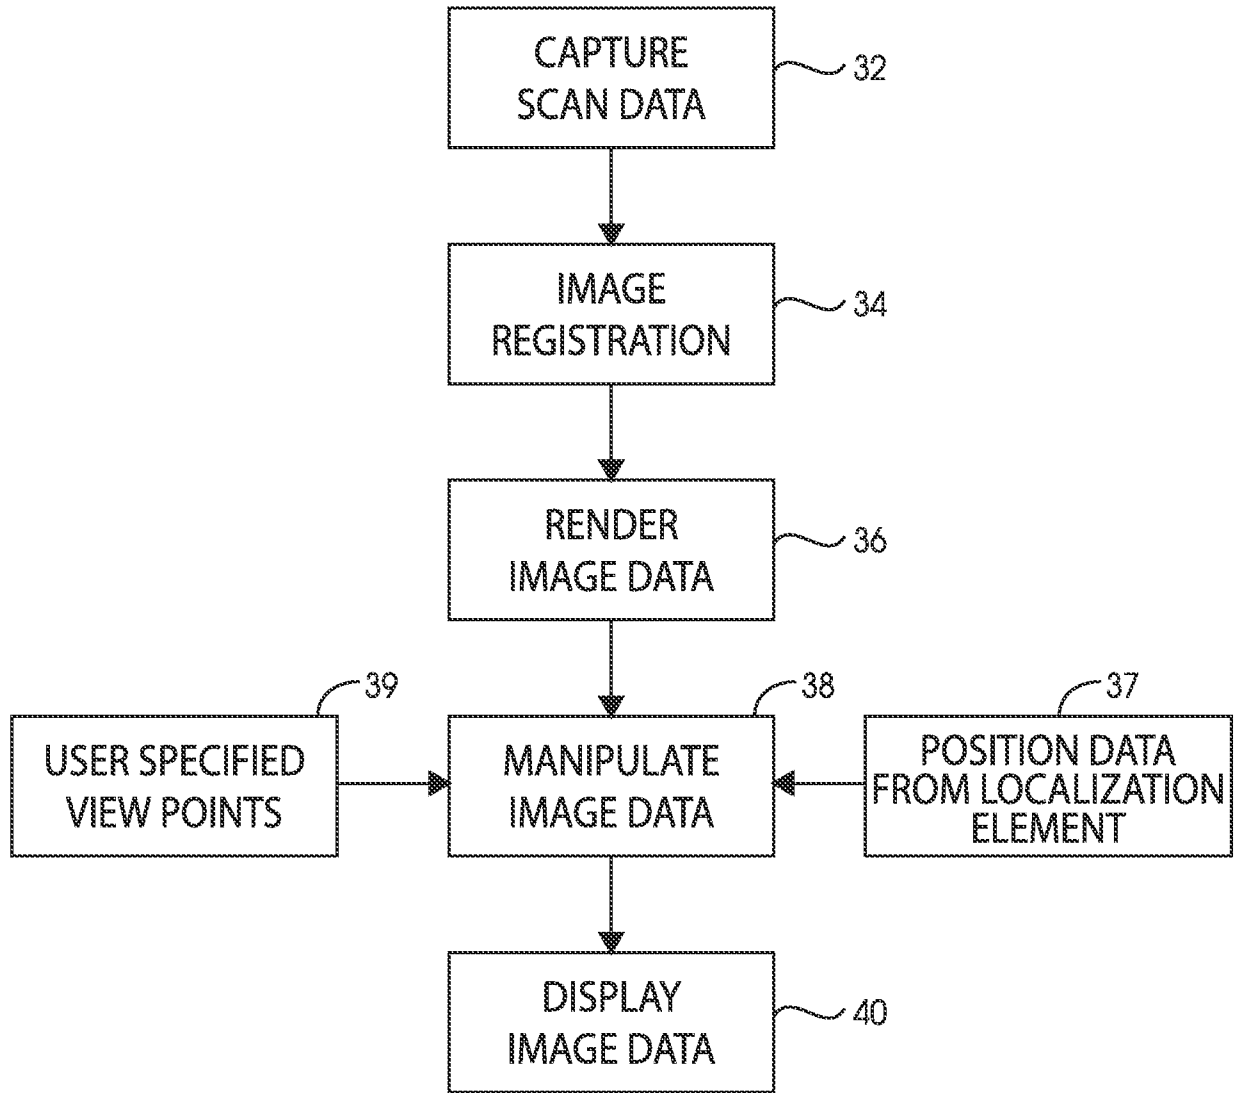 CAPTURE
SCAN DATA
32
IMAGE
REGISTRATION
34
RENDER
IMAGE DATA
36
39
USER SPECIFIED
VIEW POINTS
38
MANIPULATE
IMAGE DATA
37
POSITION DATA
FROM LOCALIZATION
ELEMENT
DISPLAY
IMAGE DATA
40